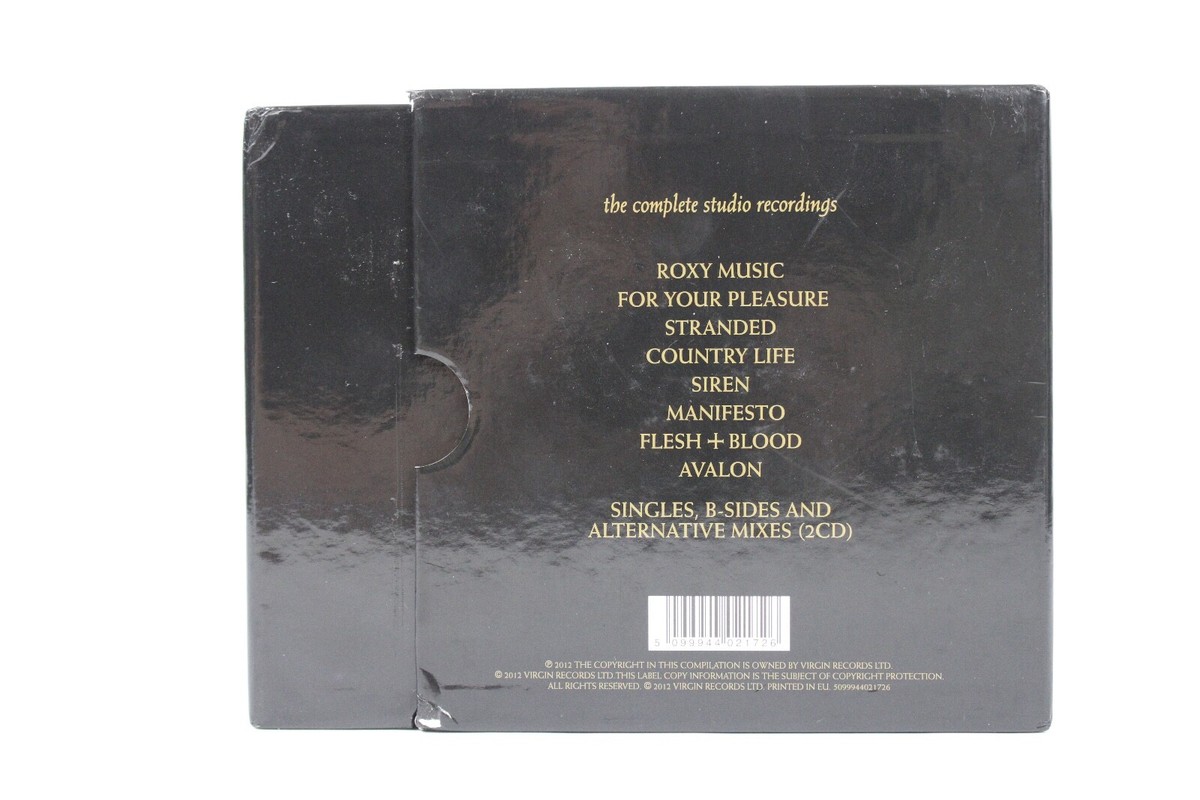 the complete studio recordings
ROXY MUSIC
FOR YOUR PLEASURE
STRANDED
COUNTRY LIFE
SIREN
MANIFESTO
FLESH + BLOOD
AVALON
SINGLES, B-SIDES AND
ALTERNATIVE MIXES (2CD)
5 099944 021726
℗ 2012 THE COPYRIGHT IN THIS COMPILATION IS OWNED BY VIRGIN RECORDS LTD.
© 2012 VIRGIN RECORDS LTD THIS LABEL COPY INFORMATION IS THE SUBJECT OF COPYRIGHT PROTECTION.
ALL RIGHTS RESERVED. © 2012 VIRGIN RECORDS LTD. PRINTED IN EU. 5099944021726